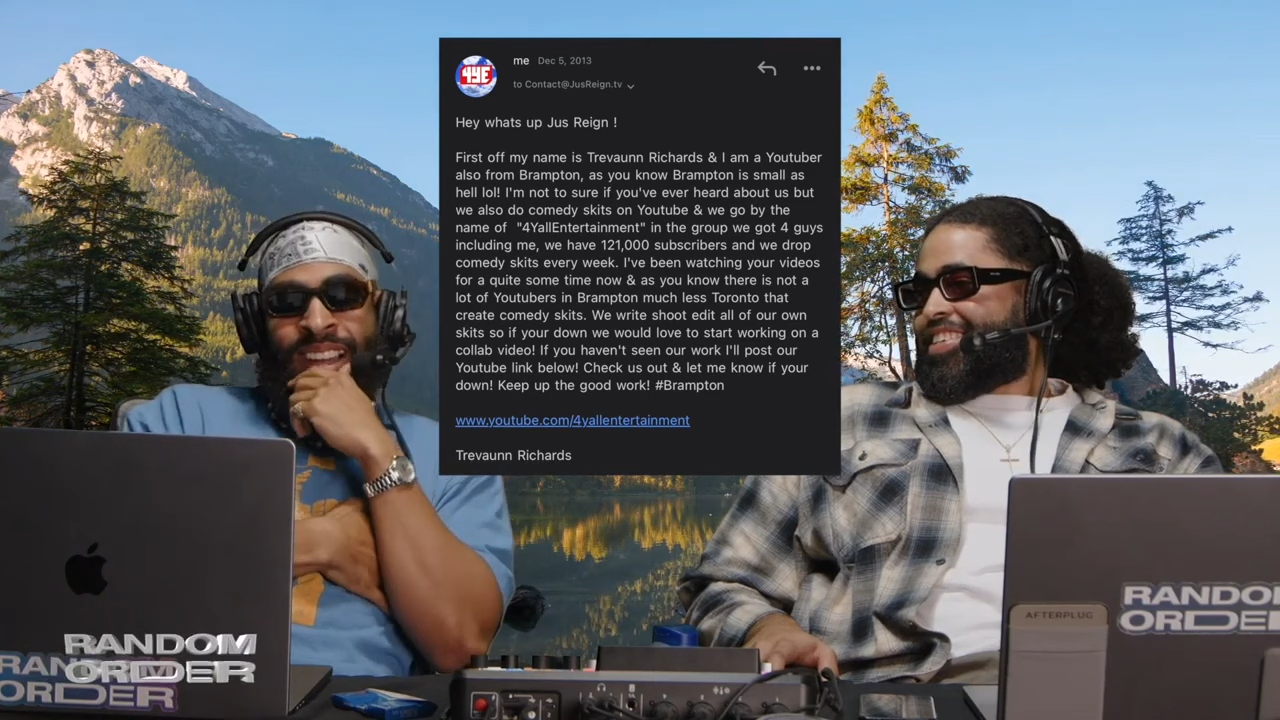 4YE
me Dec 5, 2013
to Contact@JusReign.tv
Hey whats up Jus Reign !
First off my name is Trevaunn Richards & I am a Youtuber
also from Brampton, as you know Brampton is small as
hell lol! I'm not to sure if you've ever heard about us but
we also do comedy skits on Youtube & we go by the
name of "4YallEntertainment" in the group we got 4 guys
including me, we have 121,000 subscribers and we drop
comedy skits every week. I've been watching your videos
for a quite some time now & as you know there is not a
lot of Youtubers in Brampton much less Toronto that
create comedy skits. We write shoot edit all of our own
skits so if your down we would love to start working on a
collab video! If you haven't seen our work I'll post our
Youtube link below! Check us out & let me know if your
down! Keep up the good work! #Brampton
www.youtube.com/4yallentertainment
Trevaunn Richards
RANDOM
ORDER
RAN
ORDER
AFTERPLUG
RANDO
ORDE